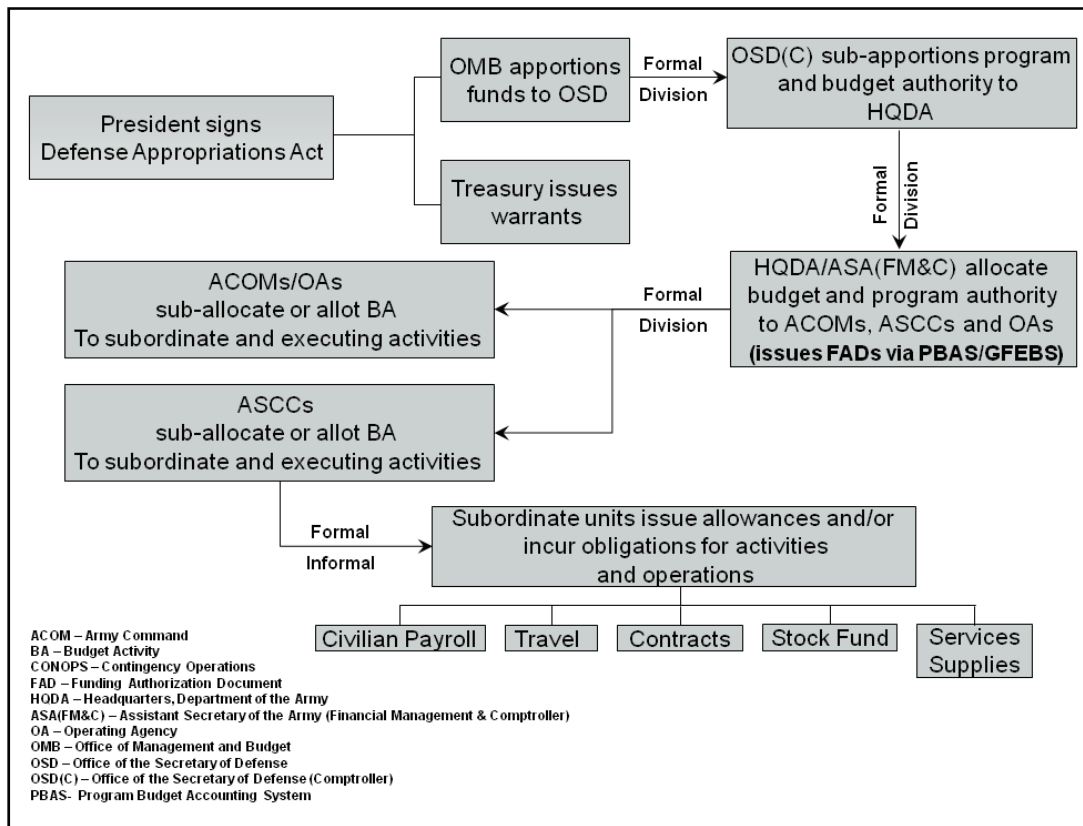 President signs
Defense Appropriations Act
OMB apportions
funds to OSD
Formal
Division
OSD(C) sub-apportions program
and budget authority to
HQDA
Treasury issues
warrants
Formal
Division
HQDA/ASA(FM&C) allocate
budget and program authority
to ACOMs, ASCCs and OAs
(issues FADs via PBAS/GFEBS)
Formal
Division
ACOMs/OAs
sub-allocate or allot BA
To subordinate and executing activities
ASCCs
sub-allocate or allot BA
To subordinate and executing activities
Formal
Informal
Subordinate units issue allowances and/or
incur obligations for activities
and operations
Civilian Payroll
Travel
Contracts
Stock Fund
Services
Supplies
ACOM – Army Command
BA – Budget Activity
CONOPS – Contingency Operations
FAD – Funding Authorization Document
HQDA – Headquarters, Department of the Army
ASA(FM&C) – Assistant Secretary of the Army (Financial Management & Comptroller)
OA – Operating Agency
OMB – Office of Management and Budget
OSD – Office of the Secretary of Defense
OSD(C) – Office of the Secretary of Defense (Comptroller)
PBAS- Program Budget Accounting System